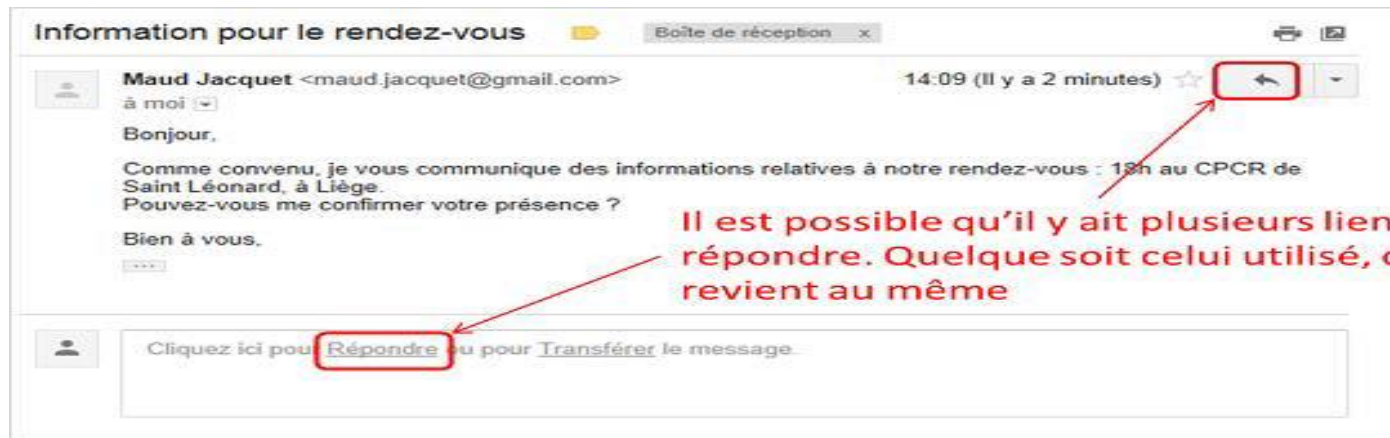 Information pour le rendez-vous
Boîte de réception x
Maud Jacquet <maud.jacquet@gmail.com>
14:09 (Il y a 2 minutes)
à moi
Bonjour,
Comme convenu, je vous communique des informations relatives à notre rendez-vous : 18h au CPCR de
Saint Léonard, à Liège.
Pouvez-vous me confirmer votre présence ?
Bien à vous,
Il est possible qu'il y ait plusieurs lien
répondre. Quelque soit celui utilisé,
revient au même
Cliquez ici pour Répondre ou pour Transférer le message.